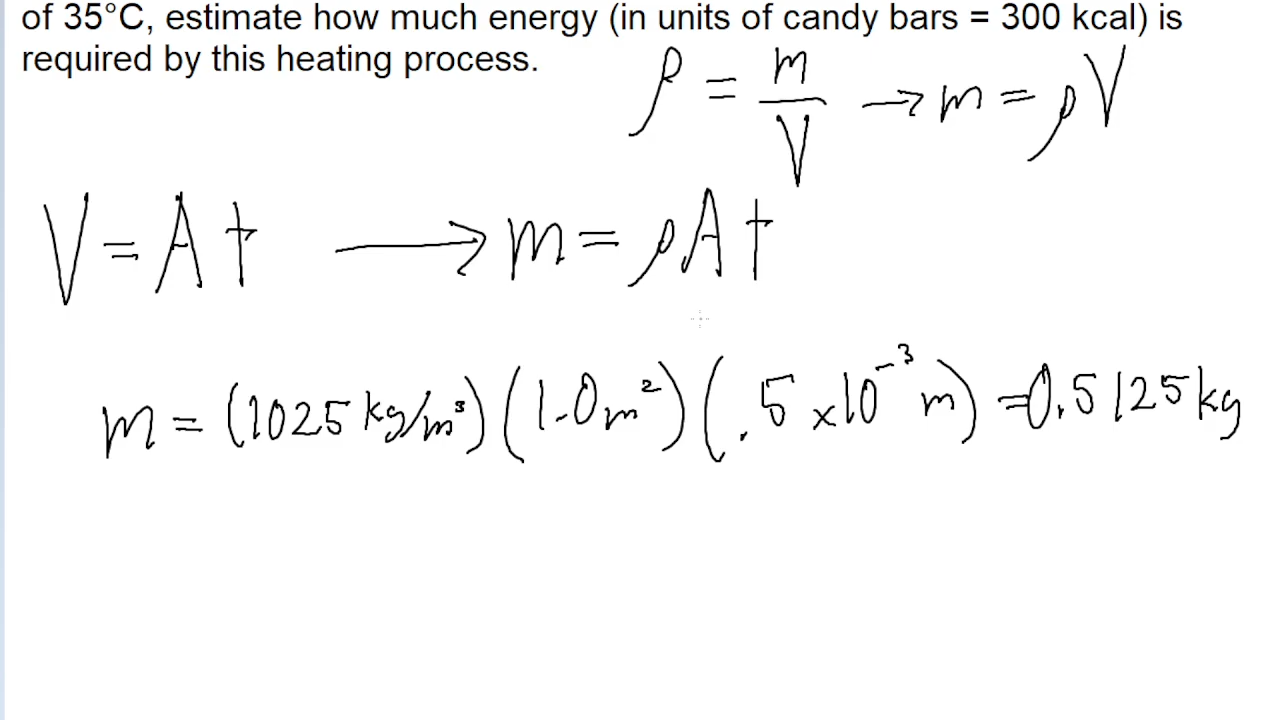 of 35°C, estimate how much energy (in units of candy bars = 300 kcal) is
required by this heating process.
ρ = m/V → m = ρV
V = At → m = ρAt
m = (1025 kg/m³)(1.0 m²)(.5 x10⁻³ m) = 0.5125 kg